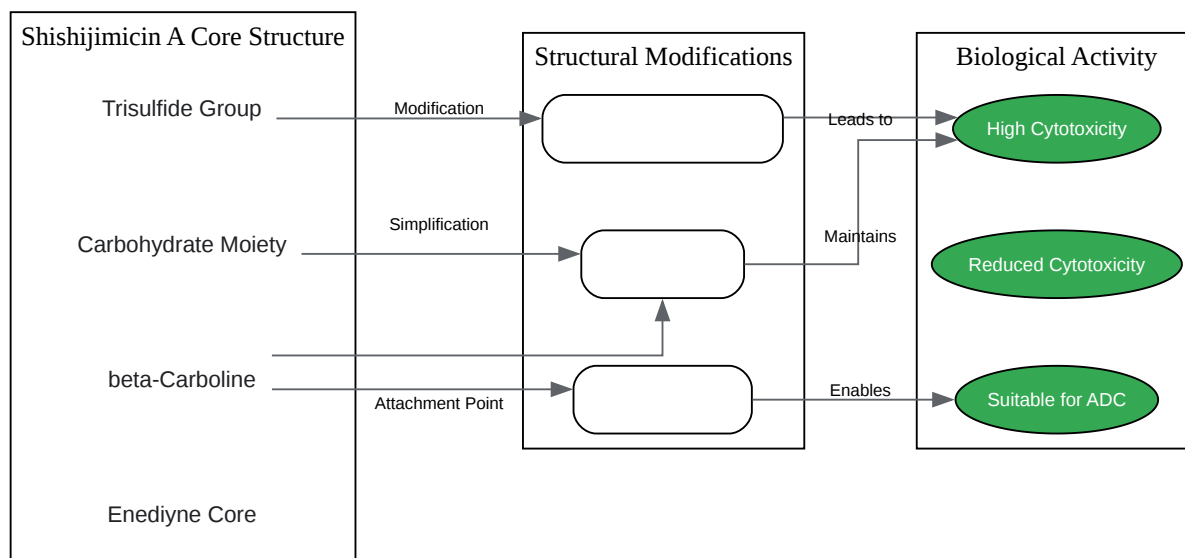 Shishijimicin A Core Structure
Trisulfide Group
Carbohydrate Moiety
beta-Carboline
Enediyne Core
Modification
Simplification
Attachment Point
Structural Modifications
Leads to
Maintains
Enables
Biological Activity
High Cytotoxicity
Reduced Cytotoxicity
Suitable for ADC